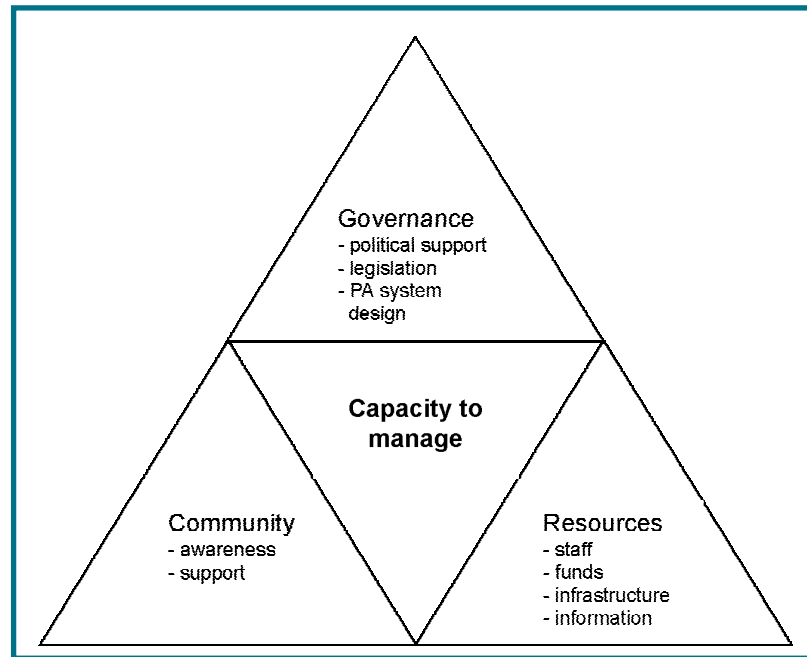 Governance
- political support
- legislation
- PA system
design
Capacity to
manage
Community
- awareness
- support
Resources
- staff
- funds
- infrastructure
- information